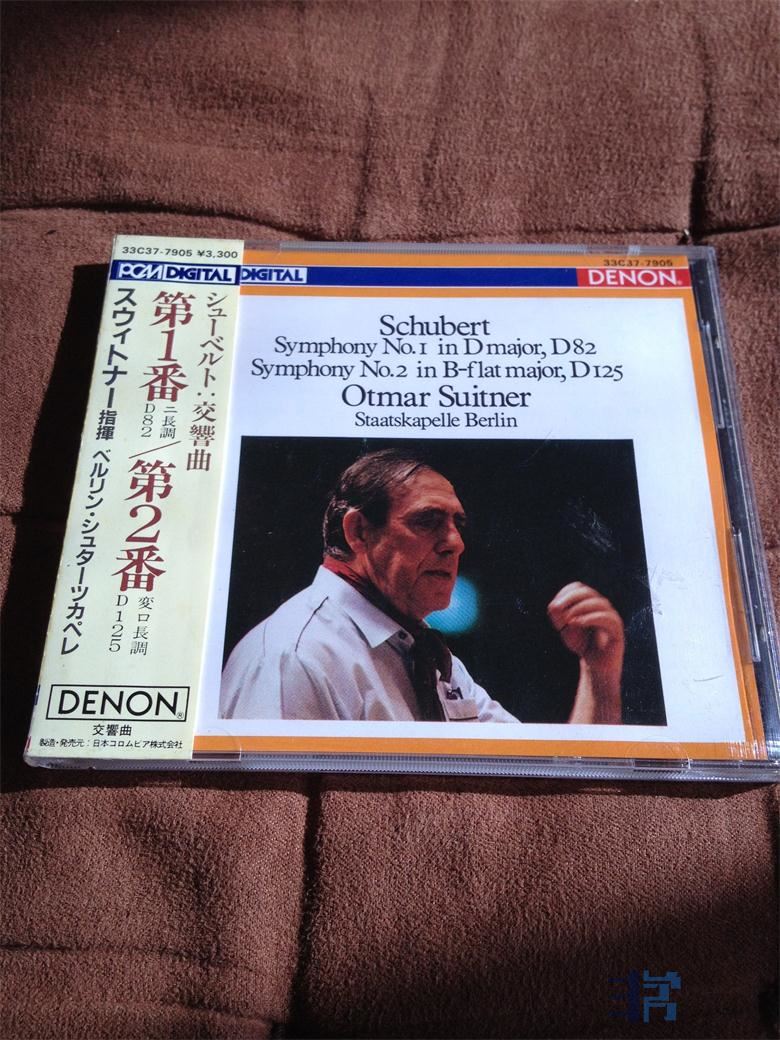 33C37-7905 ¥3,300
PCM DIGITAL
シューベルト:交響曲
第1番 ニ長調 D82/第2番 変ロ長調 D125
スウィトナー指揮 ベルリン・シュターツカペレ
DENON®
交響曲
製造・発売元:日本コロムビア株式会社
DIGITAL
33C37-7905
DENON®
Schubert
Symphony No.1 in D major, D82
Symphony No.2 in B-flat major, D125
Otmar Suitner
Staatskapelle Berlin